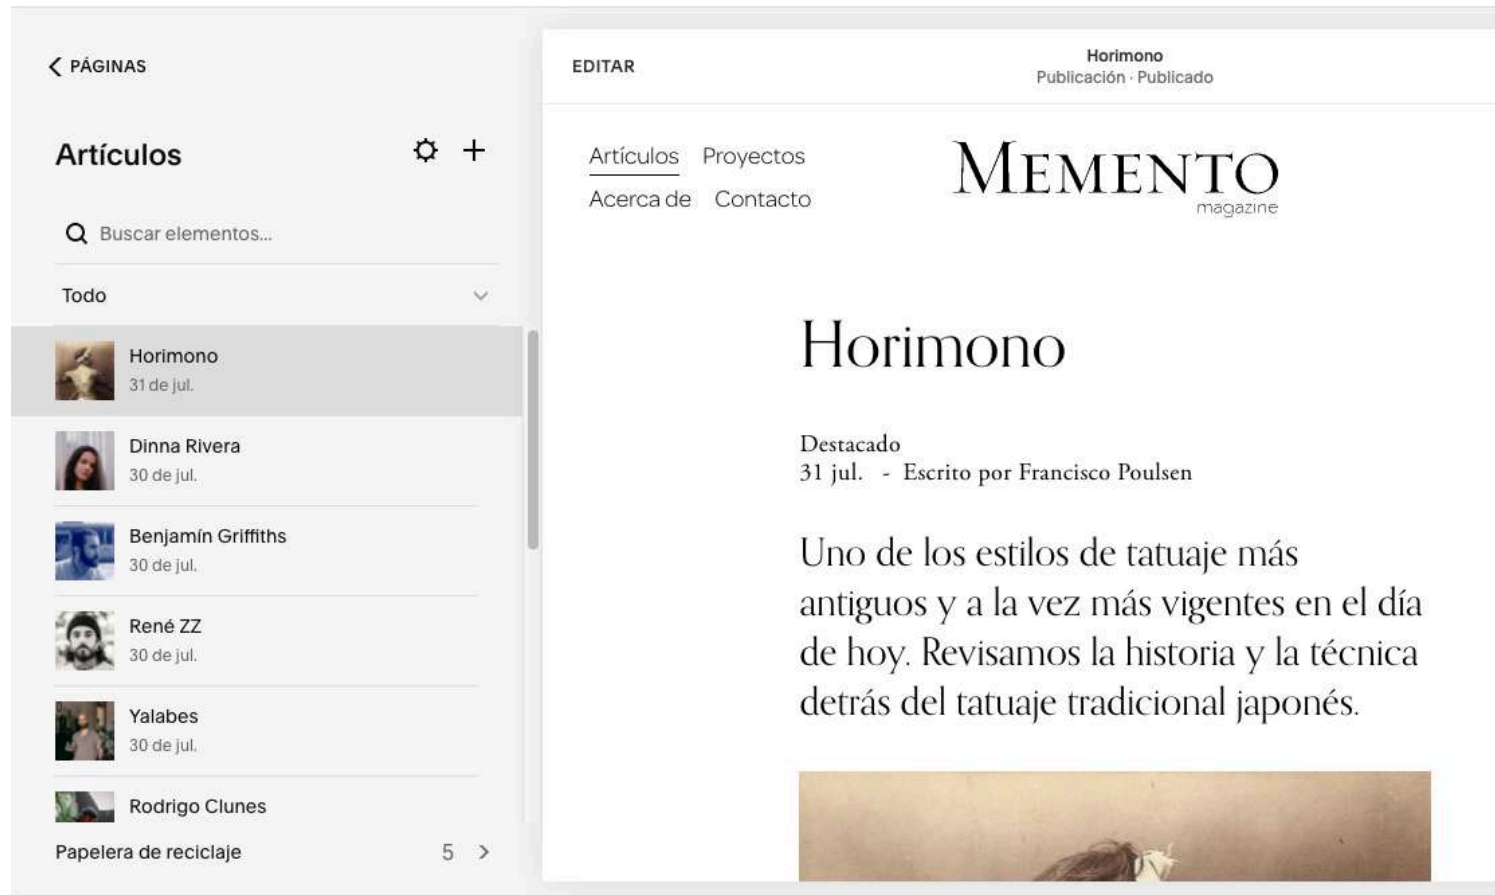 PÁGINAS
Artículos
Buscar elementos...
Todo
Horimono
31 de jul.
Dinna Rivera
30 de jul.
Benjamín Griffiths
30 de jul.
René ZZ
30 de jul.
Yalabes
30 de jul.
Rodrigo Clunes
Papelera de reciclaje 5
EDITAR
Horimono
Publicación · Publicado
Artículos Proyectos
Acerca de Contacto
MEMENTO
magazine
Horimono
Destacado
31 jul. - Escrito por Francisco Poulsen
Uno de los estilos de tatuaje más
antiguos y a la vez más vigentes en el día
de hoy. Revisamos la historia y la técnica
detrás del tatuaje tradicional japonés.